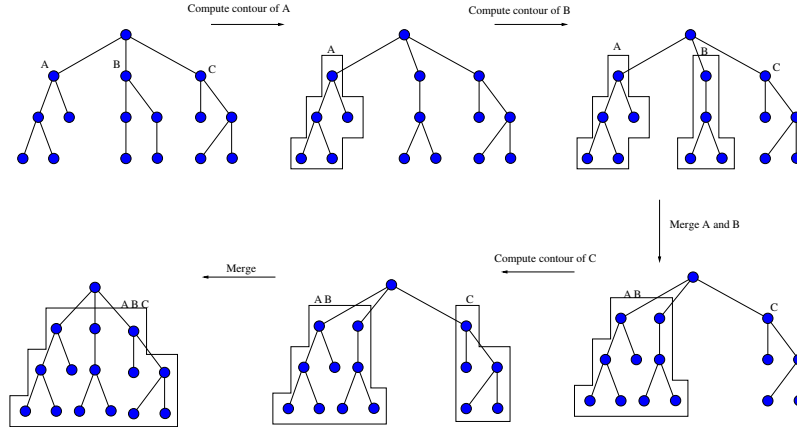 Compute contour of A
Compute contour of B
A
B
C
A
A
B
C
Merge A and B
Compute contour of C
Merge
A B C
A B
C
A B
C